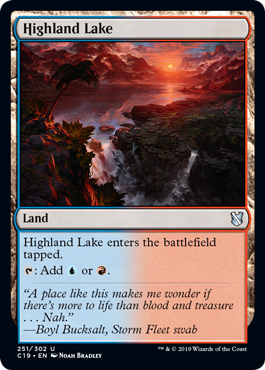 Highland Lake
Land
Highland Lake enters the battlefield
tapped.
: Add or .
“A place like this makes me wonder if
there’s more to life than blood and treasure
. . . Nah.”
—Boyl Bucksalt, Storm Fleet swab
251/302 U
C19 • EN Noah Bradley
™ & © 2019 Wizards of the Coast